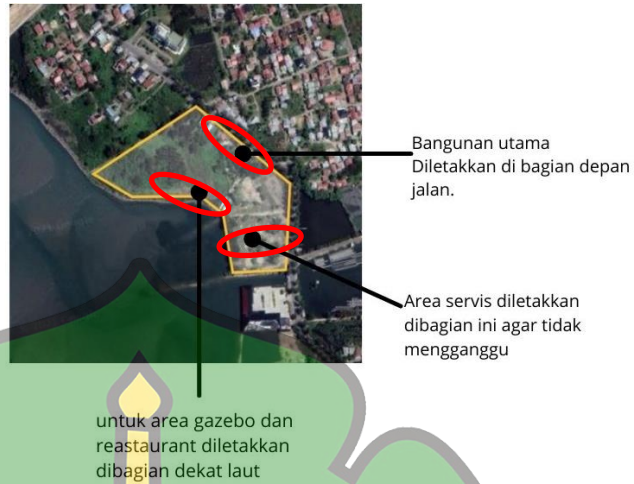 Bangunan utama
Diletakkan di bagian depan
jalan.
Area servis diletakkan
dibagian ini agar tidak
mengganggu
untuk area gazebo dan
reastaurant diletakkan
dibagian dekat laut